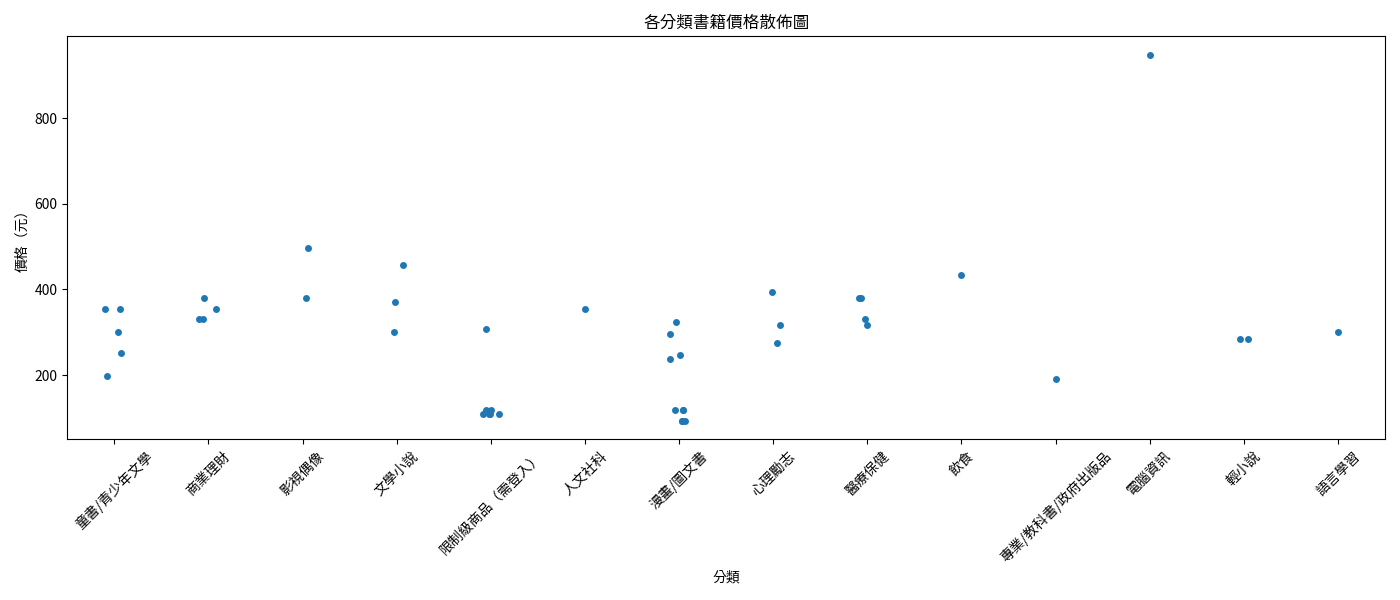 各分類書籍價格散佈圖
價格（元）
800
600
400
200
童書/青少年文學
商業理財
影視偶像
文學小說
限制級商品（需登入）
人文社科
漫畫/圖文書
心理勵志
醫療保健
飲食
專業/教科書/政府出版品
電腦資訊
輕小說
語言學習
分類